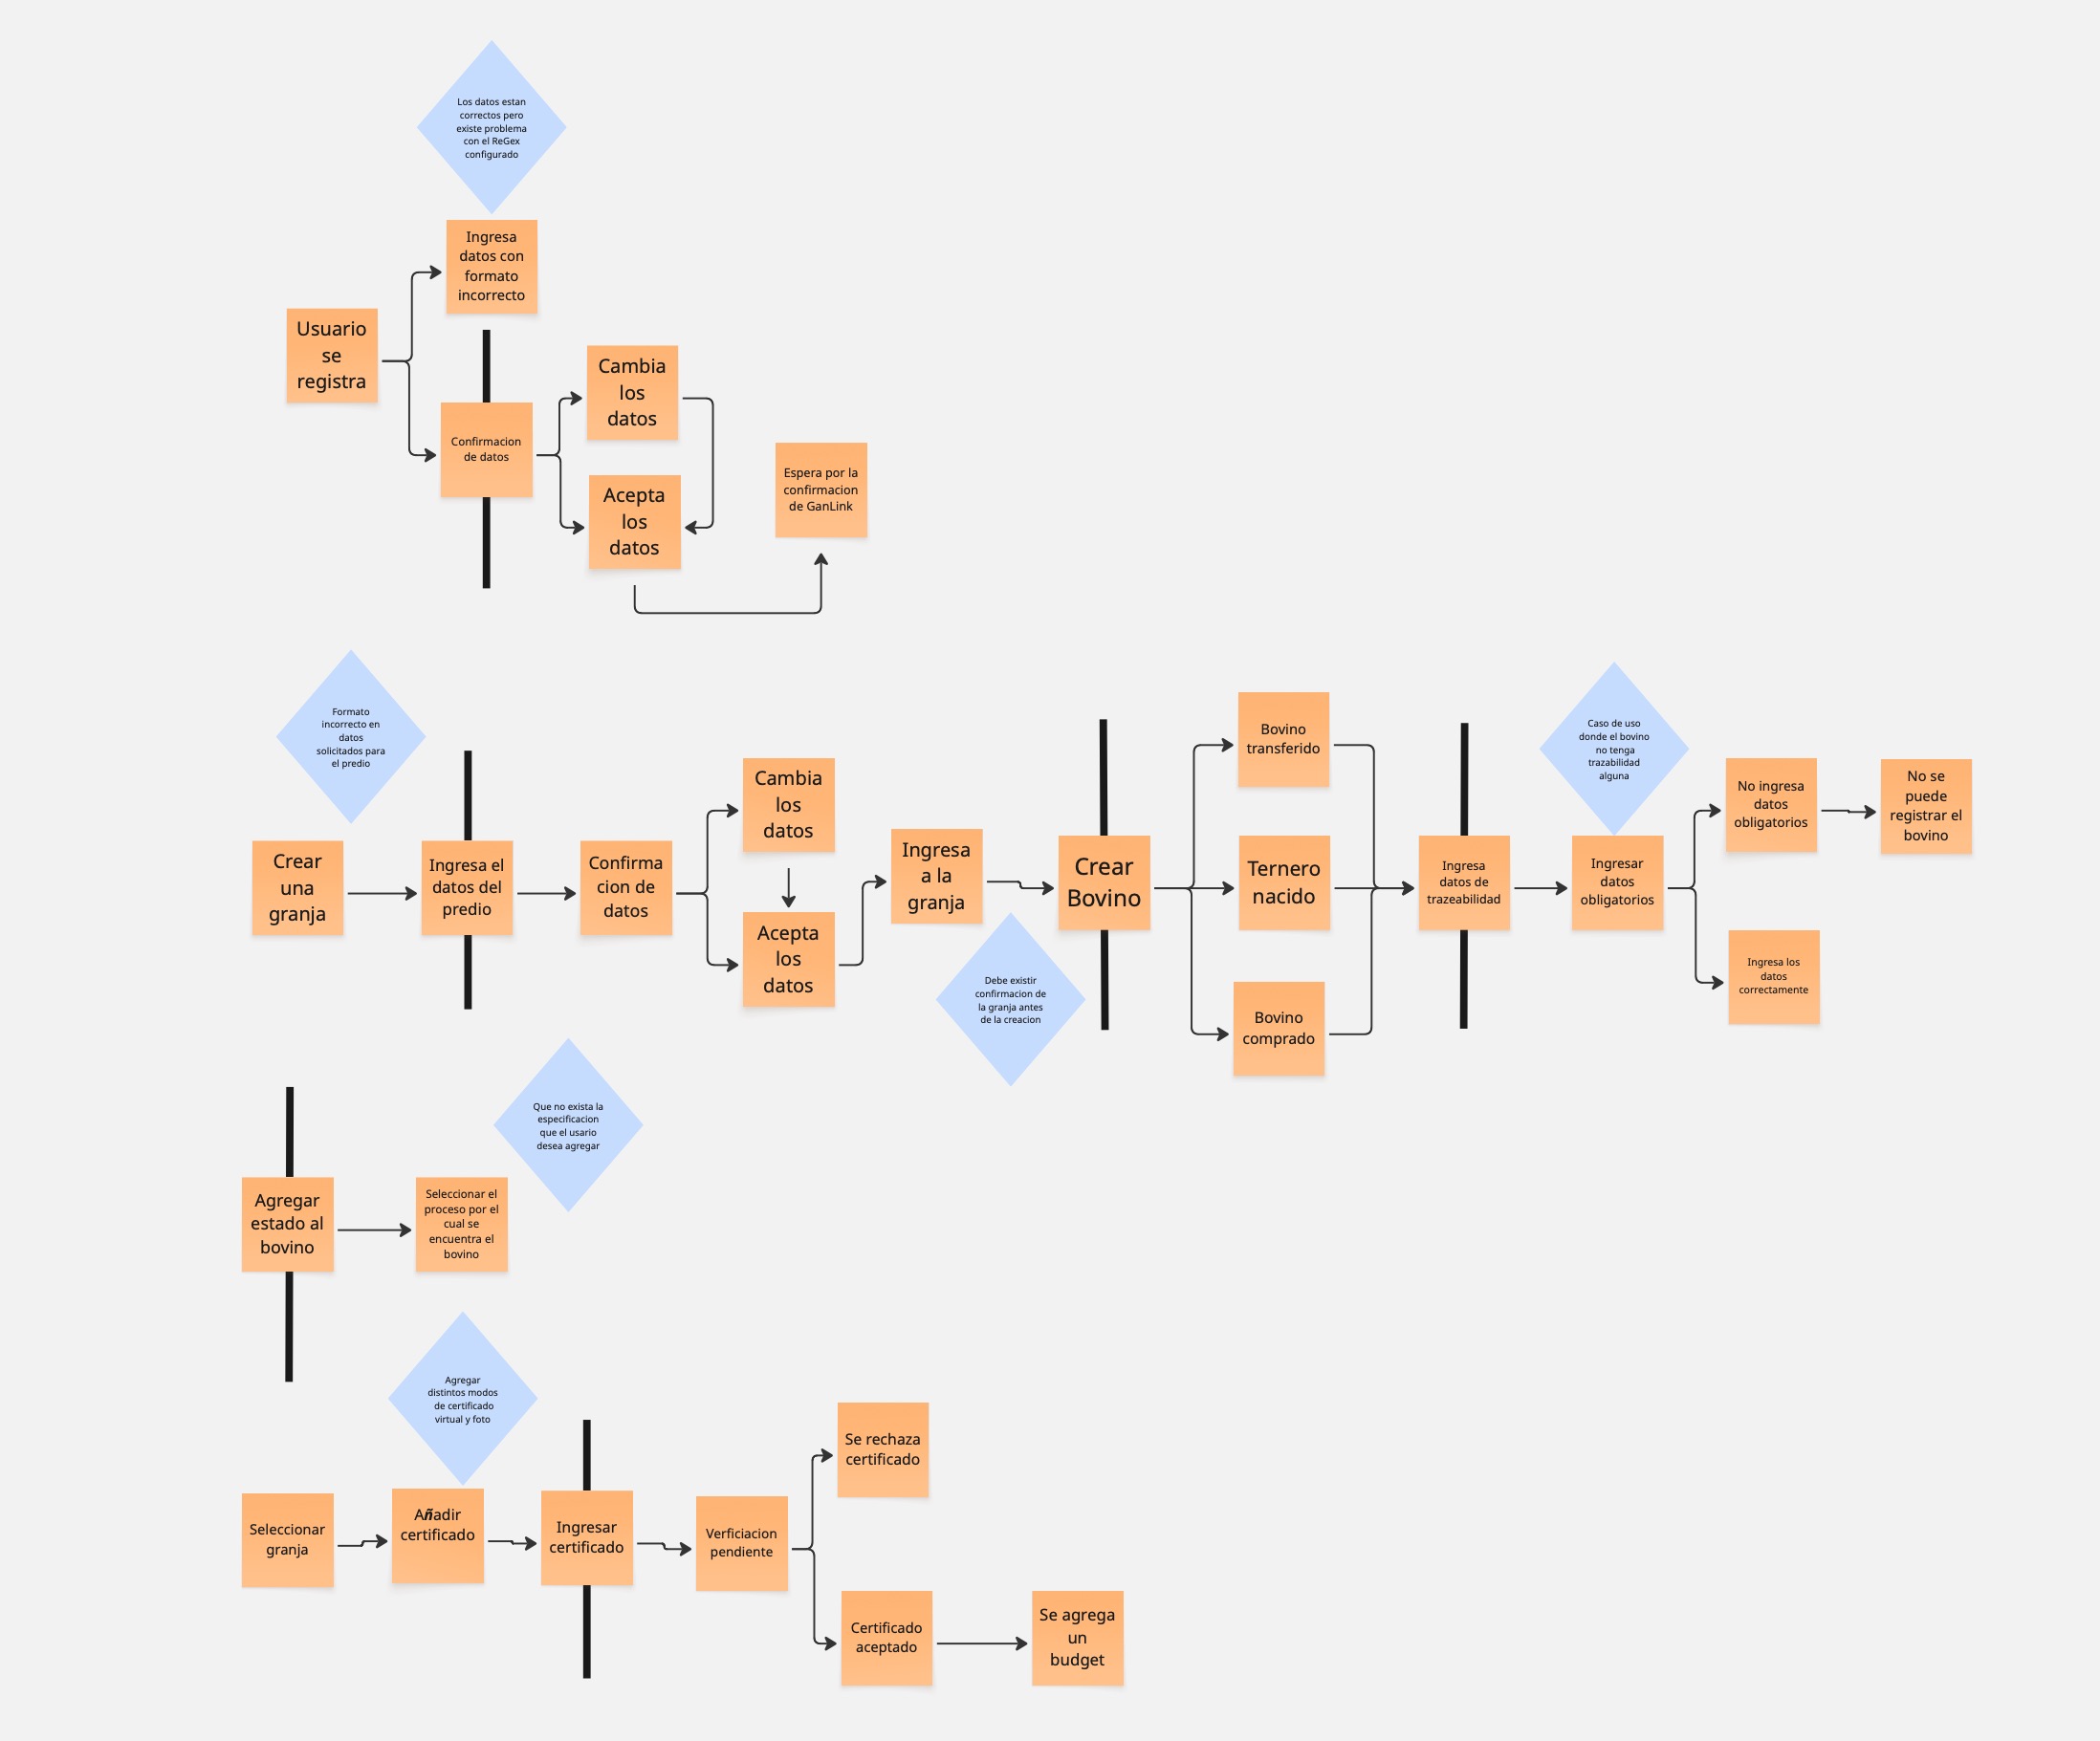 Los datos estan
correctos pero
existe problema
con el ReGex
configurado
Ingresa
datos con
formato
incorrecto
Usuario
se
registra
Confirmacion
de datos
Cambia
los
datos
Acepta
los
datos
Espera por la
confirmacion
de GanLink
Formato
incorrecto en
datos
solicitados para
el predio
Crear
una
granja
Ingresa el
datos del
predio
Confirma
cion de
datos
Cambia
los
datos
Acepta
los
datos
Ingresa
a la
granja
Debe existir
confirmacion de
la granja antes
de la creacion
Crear
Bovino
Bovino
transferido
Ternero
nacido
Bovino
comprado
Ingresa
datos de
trazeabilidad
Caso de uso
donde el bovino
no tenga
trazabilidad
alguna
Ingresar
datos
obligatorios
No ingresa
datos
obligatorios
No se
puede
registrar el
bovino
Ingresa los
datos
correctamente
Que no exista la
especificacion
que el usario
desea agregar
Agregar
estado al
bovino
Seleccionar el
proceso por el
cual se
encuentra el
bovino
Agregar
distintos modos
de certificado
virtual y foto
Seleccionar
granja
Añadir
certificado
Ingresar
certificado
Verficiacion
pendiente
Se rechaza
certificado
Certificado
aceptado
Se agrega
un
budget